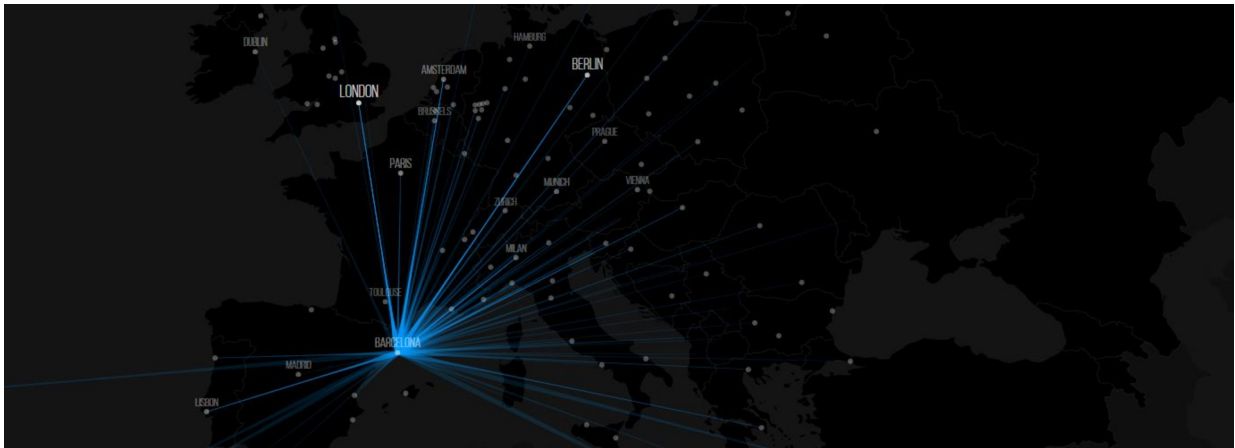 HAMBURG
DUBLIN
BERLIN
AMSTERDAM
LONDON
BRUSSELS
PRAGUE
PARIS
MUNICH
VIENNA
ZURICH
MILAN
TOULOUSE
BARCELONA
MADRID
LISBON